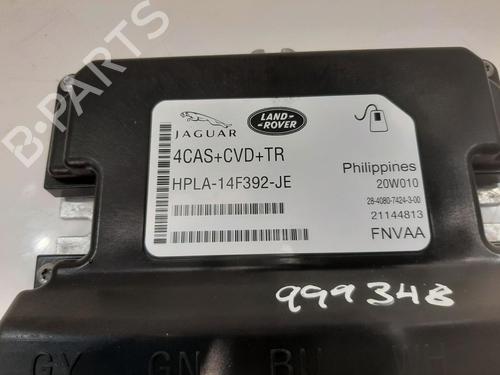 JAGUAR
LAND-
-ROVER
4CAS+CVD+TR
HPLA-14F392-JE
Philippines
20W010
28-4080-7424-3-00
21144813
FNVAA
999348
GY GN BU WH
B-PARTS